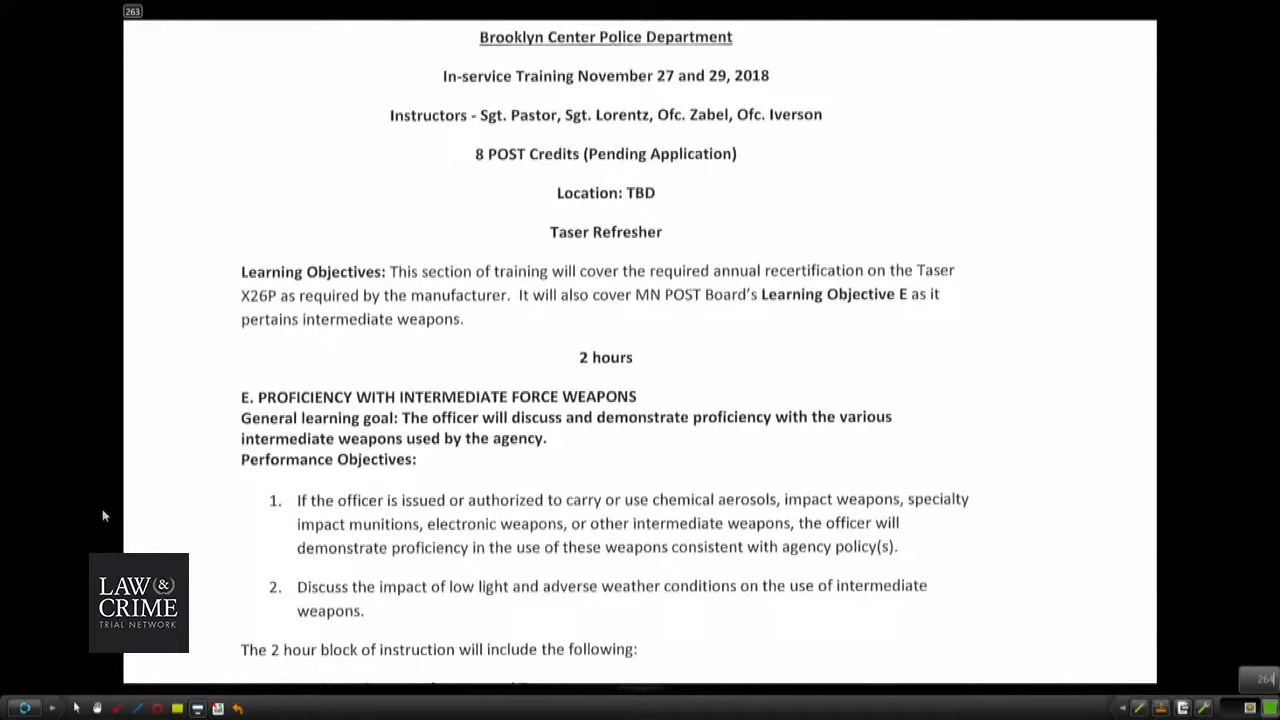 263
Brooklyn Center Police Department
In-service Training November 27 and 29, 2018
Instructors - Sgt. Pastor, Sgt. Lorentz, Ofc. Zabel, Ofc. Iverson
8 POST Credits (Pending Application)
Location: TBD
Taser Refresher
Learning Objectives: This section of training will cover the required annual recertification on the Taser
X26P as required by the manufacturer. It will also cover MN POST Board's Learning Objective E as it
pertains intermediate weapons.
2 hours
E. PROFICIENCY WITH INTERMEDIATE FORCE WEAPONS
General learning goal: The officer will discuss and demonstrate proficiency with the various
intermediate weapons used by the agency.
Performance Objectives:
1. If the officer is issued or authorized to carry or use chemical aerosols, impact weapons, specialty
impact munitions, electronic weapons, or other intermediate weapons, the officer will
demonstrate proficiency in the use of these weapons consistent with agency policy(s).
2. Discuss the impact of low light and adverse weather conditions on the use of intermediate
weapons.
The 2 hour block of instruction will include the following:
LAW &
CRIME
TRIAL NETWORK
264